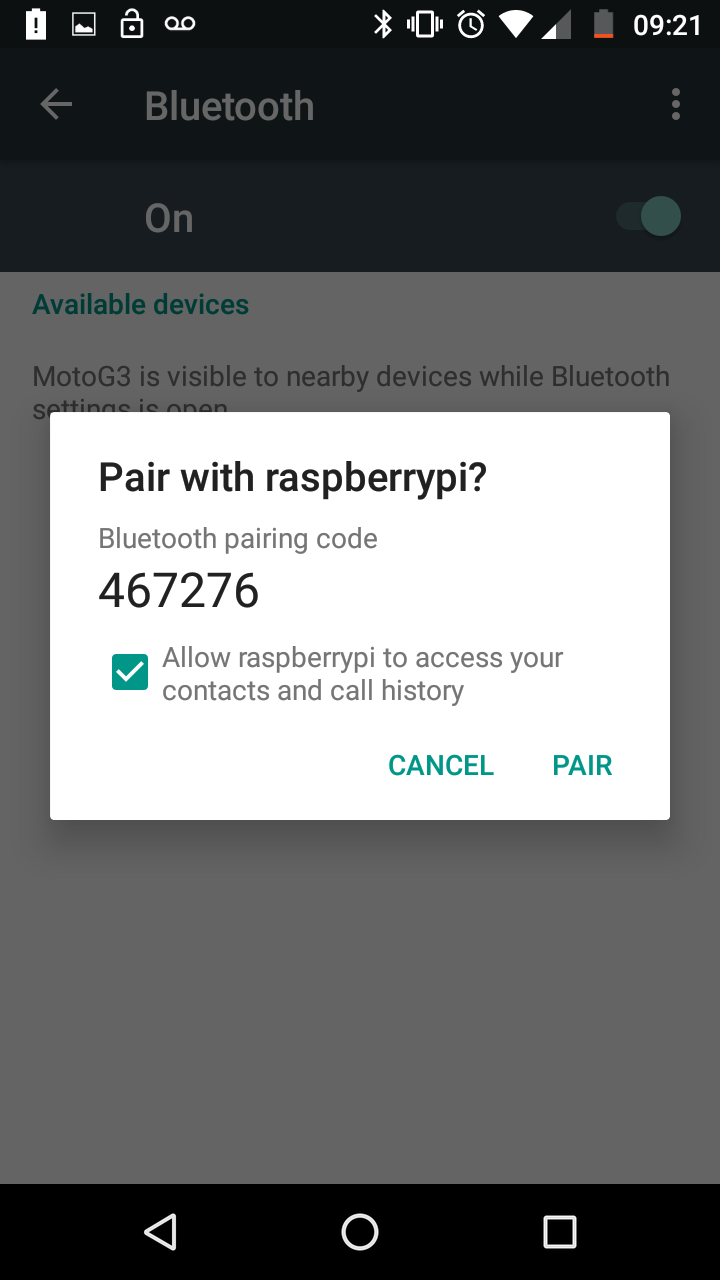 09:21
Bluetooth
On
Available devices
MotoG3 is visible to nearby devices while Bluetooth
settings is open
Pair with raspberrypi?
Bluetooth pairing code
467276
Allow raspberrypi to access your
contacts and call history
CANCEL PAIR